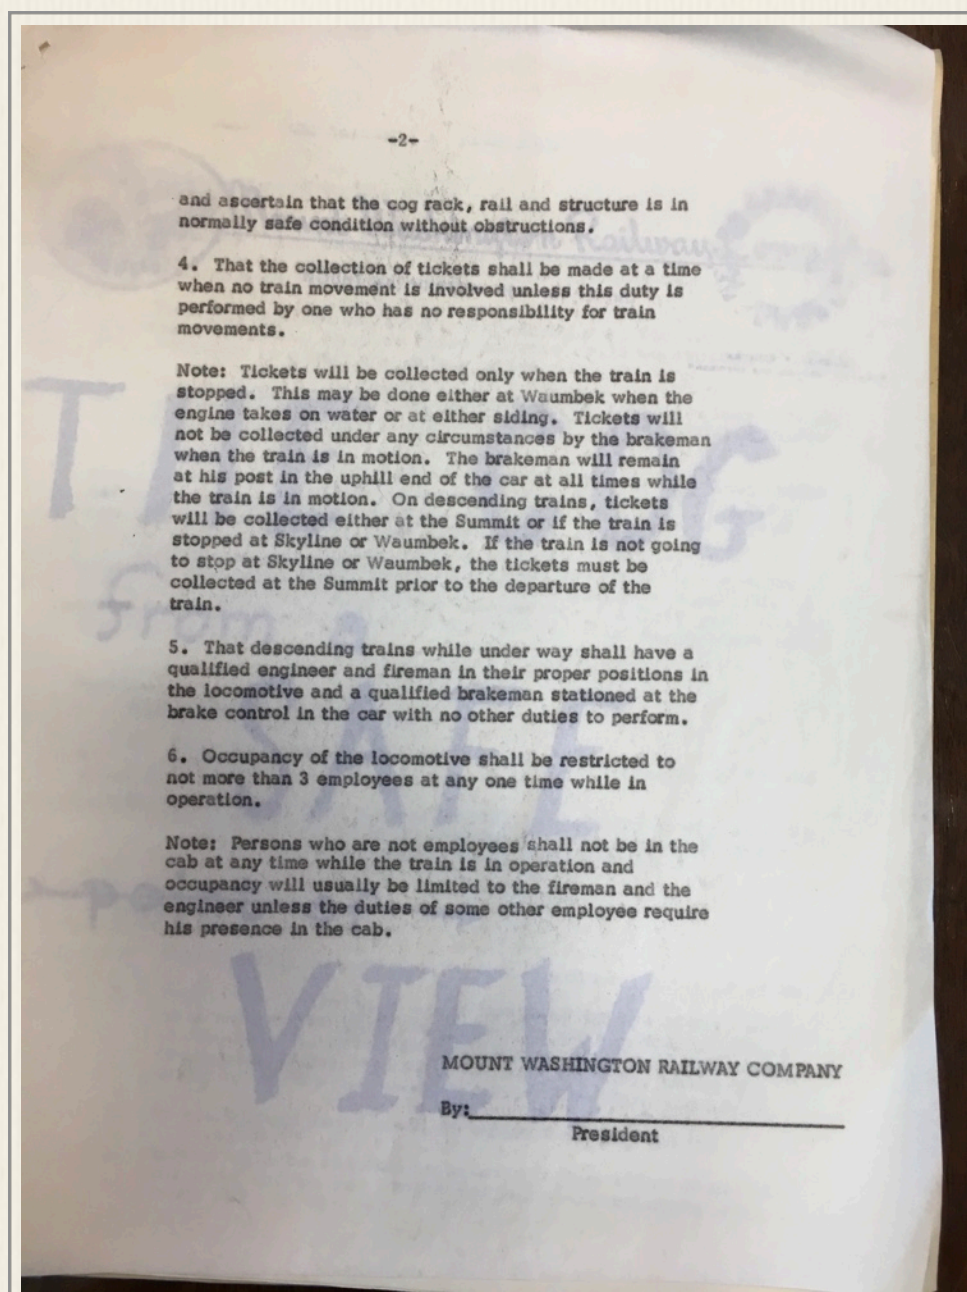 -2-
and ascertain that the cog rack, rail and structure is in
normally safe condition without obstructions.
4. That the collection of tickets shall be made at a time
when no train movement is involved unless this duty is
performed by one who has no responsibility for train
movements.
Note: Tickets will be collected only when the train is
stopped. This may be done either at Waumbek when the
engine takes on water or at either siding. Tickets will
not be collected under any circumstances by the brakeman
when the train is in motion. The brakeman will remain
at his post in the uphill end of the car at all times while
the train is in motion. On descending trains, tickets
will be collected either at the Summit or if the train is
stopped at Skyline or Waumbek. If the train is not going
to stop at Skyline or Waumbek, the tickets must be
collected at the Summit prior to the departure of the
train.
5. That descending trains while under way shall have a
qualified engineer and fireman in their proper positions in
the locomotive and a qualified brakeman stationed at the
brake control in the car with no other duties to perform.
6. Occupancy of the locomotive shall be restricted to
not more than 3 employees at any one time while in
operation.
Note: Persons who are not employees shall not be in the
cab at any time while the train is in operation and
occupancy will usually be limited to the fireman and the
engineer unless the duties of some other employee require
his presence in the cab.
MOUNT WASHINGTON RAILWAY COMPANY
By:
President
from a
SAFE
VIEW